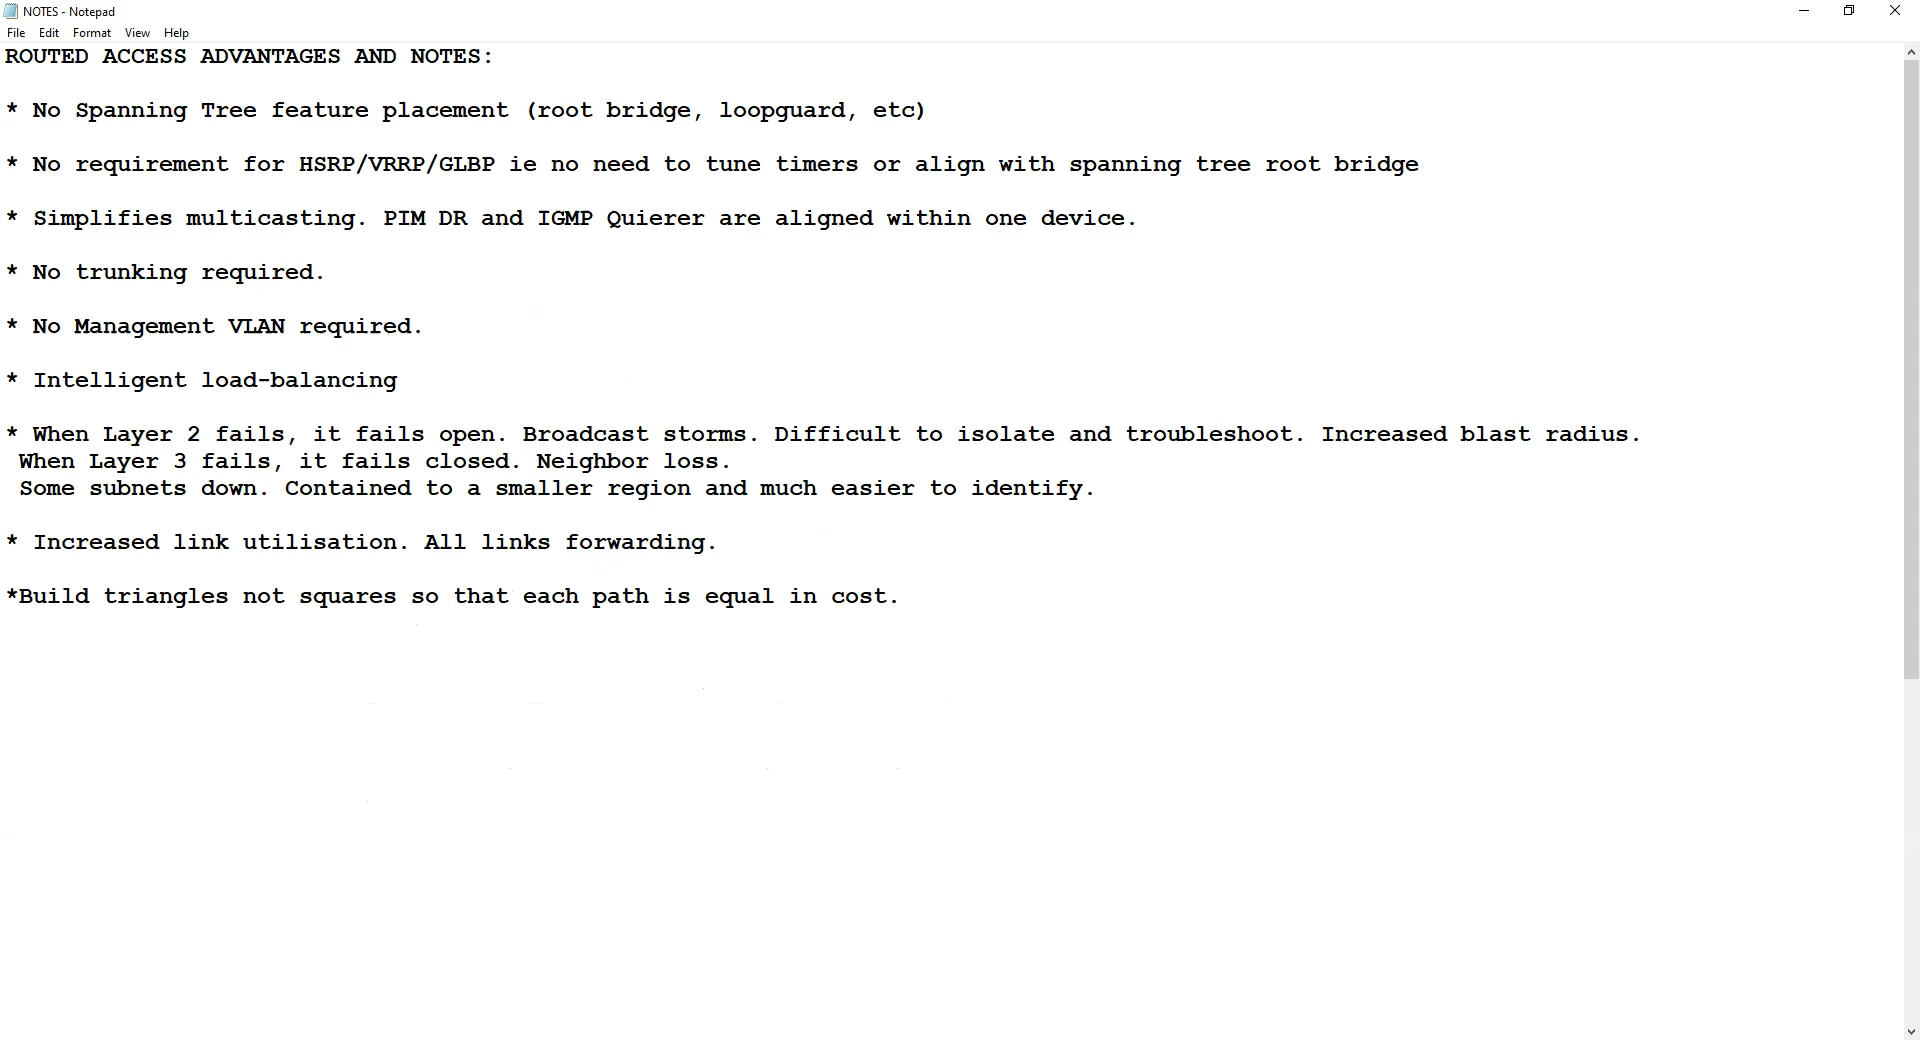 NOTES - Notepad
File Edit Format View Help
ROUTED ACCESS ADVANTAGES AND NOTES:
* No Spanning Tree feature placement (root bridge, loopguard, etc)
* No requirement for HSRP/VRRP/GLBP ie no need to tune timers or align with spanning tree root bridge
* Simplifies multicasting. PIM DR and IGMP Quierer are aligned within one device.
* No trunking required.
* No Management VLAN required.
* Intelligent load-balancing
* When Layer 2 fails, it fails open. Broadcast storms. Difficult to isolate and troubleshoot. Increased blast radius.
When Layer 3 fails, it fails closed. Neighbor loss.
Some subnets down. Contained to a smaller region and much easier to identify.
* Increased link utilisation. All links forwarding.
*Build triangles not squares so that each path is equal in cost.